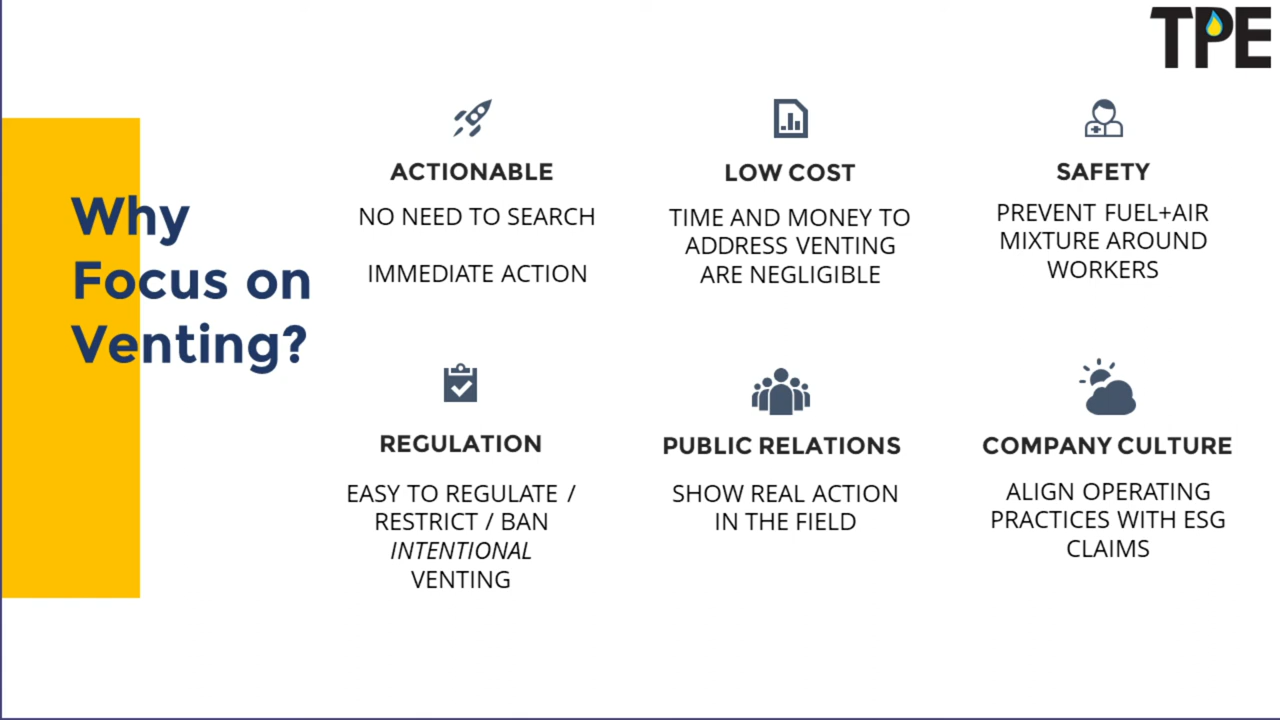 TPE
Why
Focus on
Venting?
ACTIONABLE
NO NEED TO SEARCH
IMMEDIATE ACTION
LOW COST
TIME AND MONEY TO
ADDRESS VENTING
ARE NEGLIGIBLE
SAFETY
PREVENT FUEL+AIR
MIXTURE AROUND
WORKERS
REGULATION
EASY TO REGULATE /
RESTRICT / BAN
INTENTIONAL
VENTING
PUBLIC RELATIONS
SHOW REAL ACTION
IN THE FIELD
COMPANY CULTURE
ALIGN OPERATING
PRACTICES WITH ESG
CLAIMS